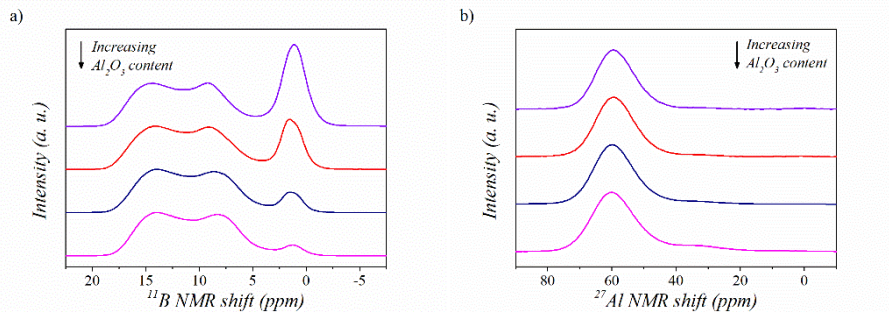 a)
Increasing
Al₂O₃ content
Intensity (a. u.)
20 15 10 5 0 -5
¹¹B NMR shift (ppm)
b)
Increasing
Al₂O₃ content
Intensity (a. u.)
80 60 40 20 0
²⁷Al NMR shift (ppm)